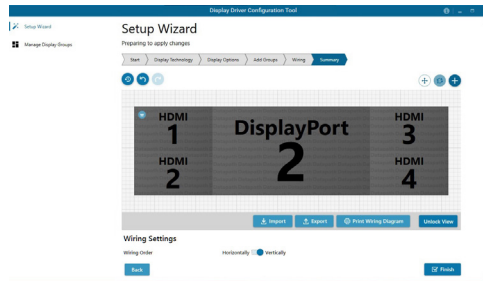 Display Driver Configuration Tool
Setup Wizard
Manage Display Groups
Setup Wizard
Preparing to apply changes
Start
Display Technology
Display Options
Add Groups
Wiring
Summary
HDMI
1
HDMI
2
DisplayPort
2
HDMI
3
HDMI
4
Import
Export
Print Wiring Diagram
Unlock View
Wiring Settings
Wiring Order
Horizontally
Vertically
Back
Finish